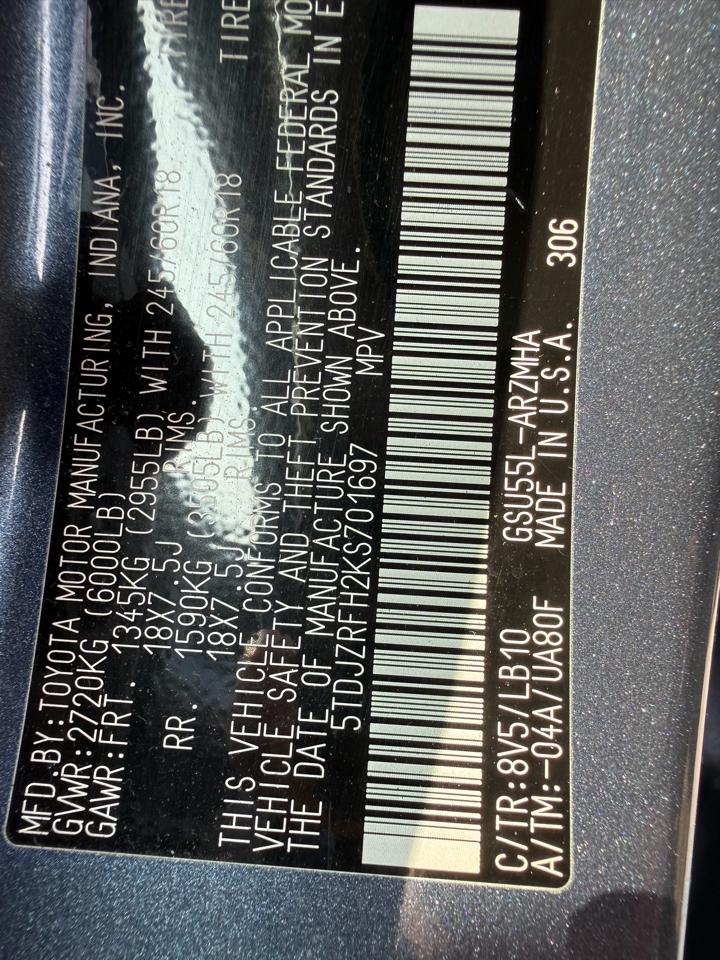 MFD.BY:TOYOTA MOTOR MANUFACTURING, INDIANA, INC.
GVWR:2720KG (6000LB)
GAWR:FRT. 1345KG (2955LB) WITH 245/60R18 TIRE
18X7.5J RIMS.
RR. 1590KG (3505LB) WITH 245/60R18 TIRE
18X7.5J RIMS.
THIS VEHICLE CONFORMS TO ALL APPLICABLE FEDERAL MO
VEHICLE SAFETY AND THEFT PREVENTION STANDARDS IN E
THE DATE OF MANUFACTURE SHOWN ABOVE.
5TDJZRFH2KS701697 MPV
C/TR:8V5/LB10 GSU55L-ARZMHA 306
A/TM:-04A/UA80F MADE IN U.S.A.